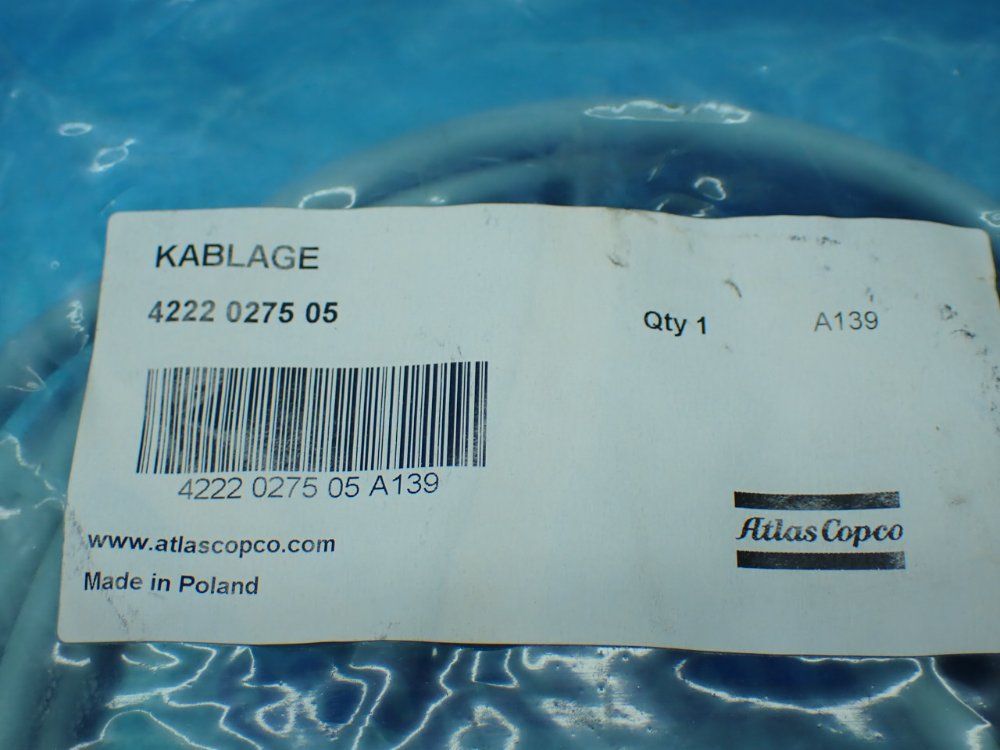 KABLAGE
4222 0275 05
Qty 1
A139
4222 0275 05 A139
www.atlascopco.com
Made in Poland
Atlas Copco